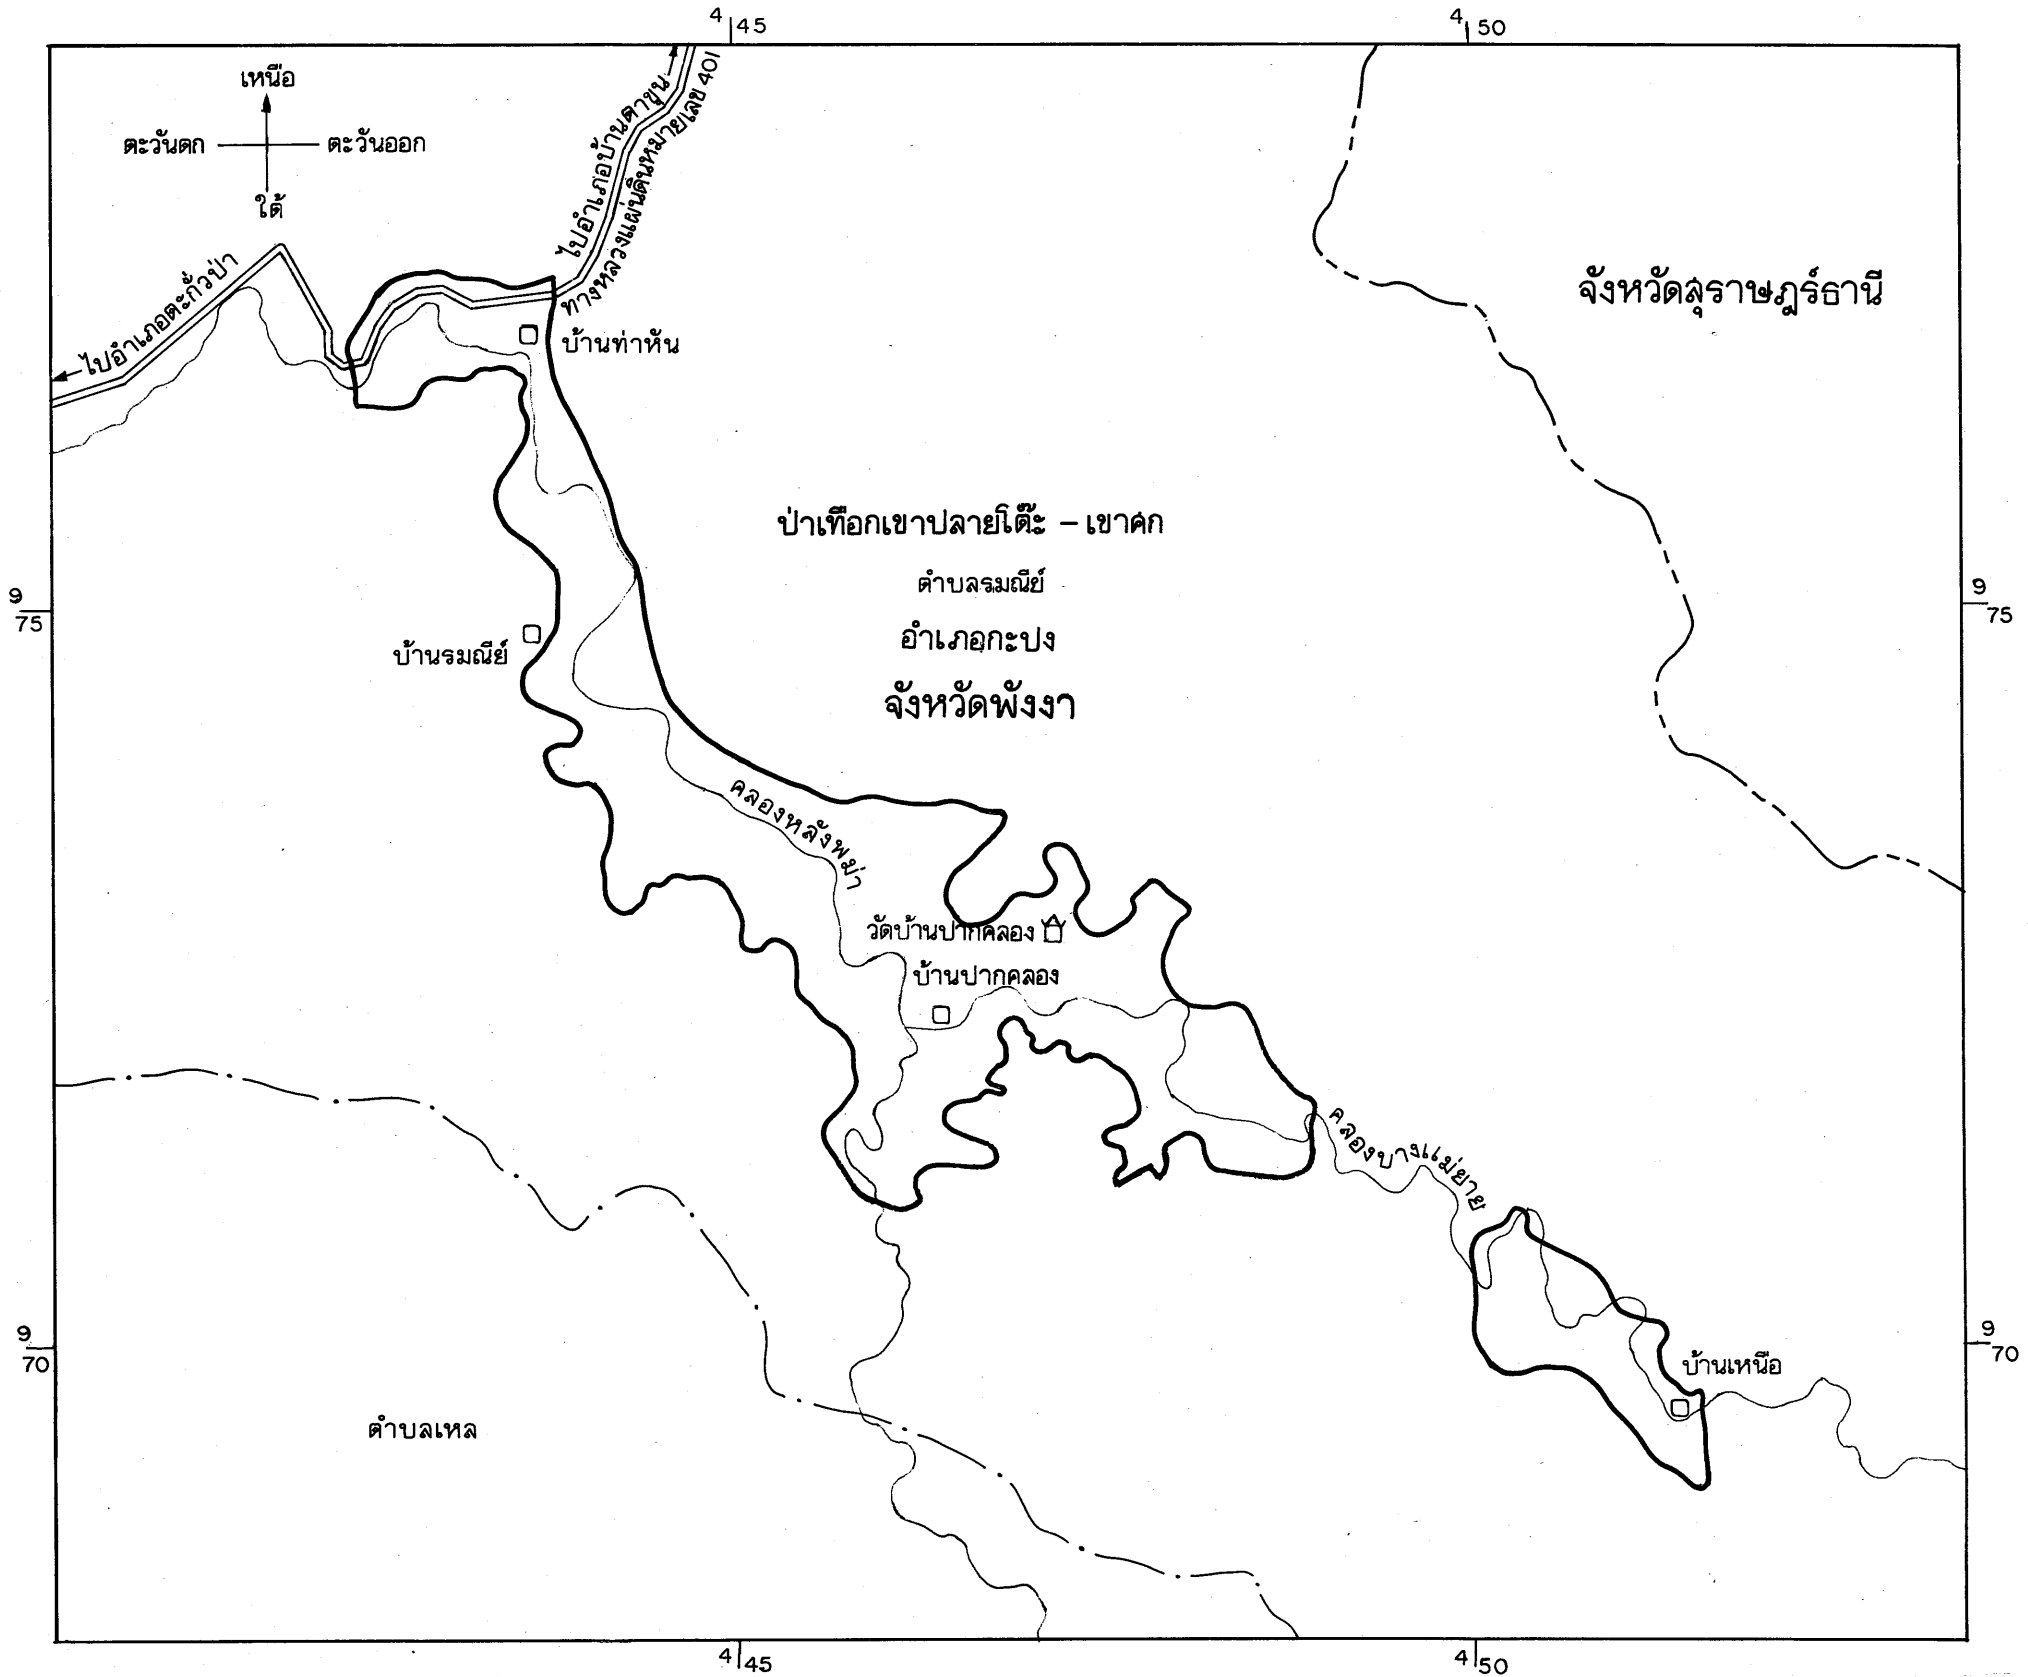 4 45
4 50
เหนือ
ตะวันตก
ตะวันออก
ใต้
ไปอำเภอบ้านตาขุน
ทางหลวงแผ่นดินหมายเลข 401
ไปอำเภอตะกั่วป่า
จังหวัดสุราษฎร์ธานี
บ้านท่าหัน
ป่าเทือกเขาปลายโต๊ะ – เขาศก
ตำบลรมณีย์
9 75
9 75
อำเภอกะปง
บ้านรมณีย์
จังหวัดพังงา
คลองหลังพม่า
วัดบ้านปากคลอง
บ้านปากคลอง
คลองบางแม่ยาย
9 70
9 70
บ้านเหนือ
ตำบลเหล
4 45
4 50